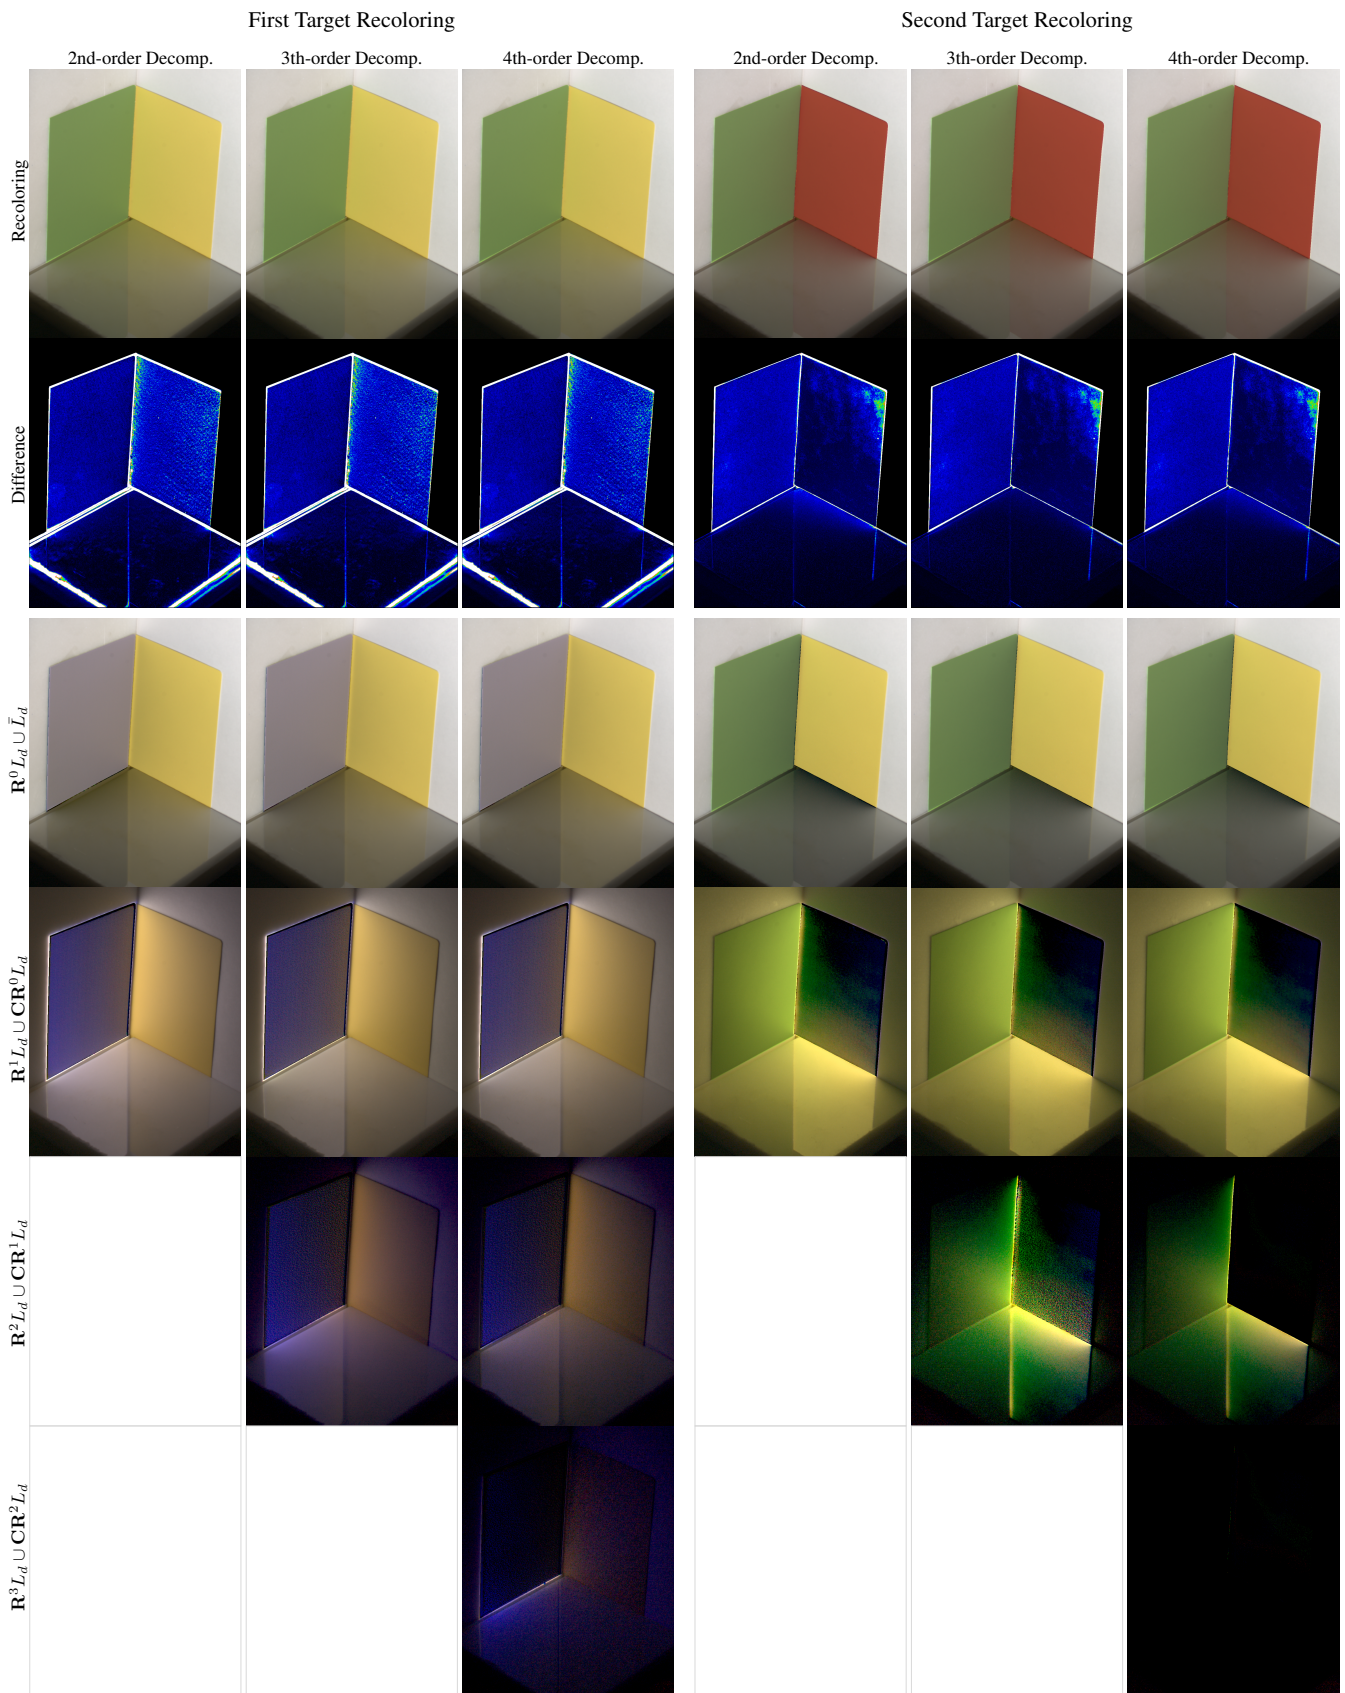 First Target Recoloring
Second Target Recoloring
2nd-order Decomp.
3th-order Decomp.
4th-order Decomp.
2nd-order Decomp.
3th-order Decomp.
4th-order Decomp.
Recoloring
Difference
R⁰L_d ∪ L̄_d
R¹L_d ∪ CR⁰L_d
R²L_d ∪ CR¹L_d
R³L_d ∪ CR²L_d